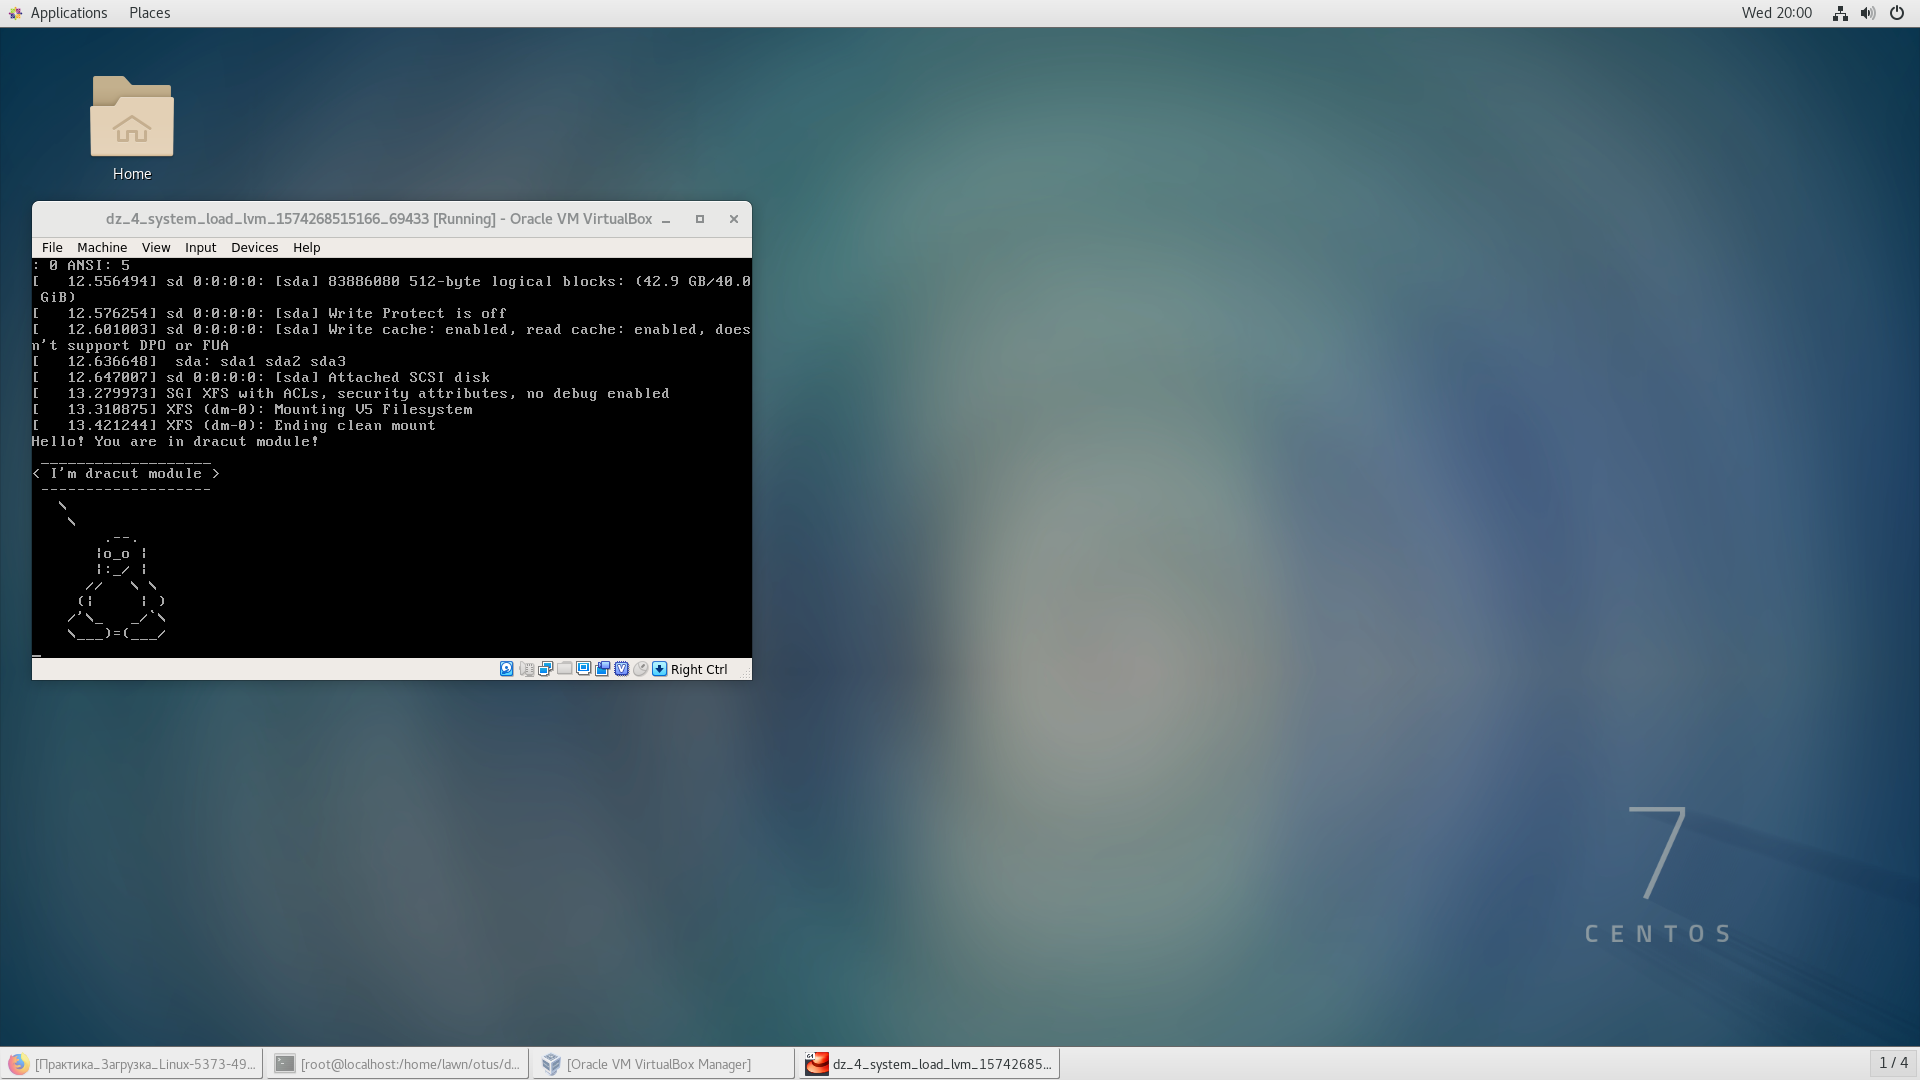 Applications Places Wed 20:00
Home
dz_4_system_load_lvm_1574268515166_69433 [Running] - Oracle VM VirtualBox
File Machine View Input Devices Help
: 0 ANSI: 5
[   12.556494] sd 0:0:0:0: [sda] 83886080 512-byte logical blocks: (42.9 GB/40.0
 GiB)
[   12.576254] sd 0:0:0:0: [sda] Write Protect is off
[   12.601003] sd 0:0:0:0: [sda] Write cache: enabled, read cache: enabled, does
n't support DPO or FUA
[   12.636648]  sda: sda1 sda2 sda3
[   12.647007] sd 0:0:0:0: [sda] Attached SCSI disk
[   13.279973] SGI XFS with ACLs, security attributes, no debug enabled
[   13.310875] XFS (dm-0): Mounting V5 Filesystem
[   13.421244] XFS (dm-0): Ending clean mount
Hello! You are in dracut module!
 ___________________
< I'm dracut module >
 -------------------
   \
    \
        .--.
       |o_o |
       |:_/ |
      //   \ \
     (|     | )
    /'\_   _/`\
    \___)=(___/
Right Ctrl
7
CENTOS
[Практика_Загрузка_Linux-5373-49... [root@localhost:/home/lawn/otus/d... [Oracle VM VirtualBox Manager] dz_4_system_load_lvm_15742685... 1 / 4